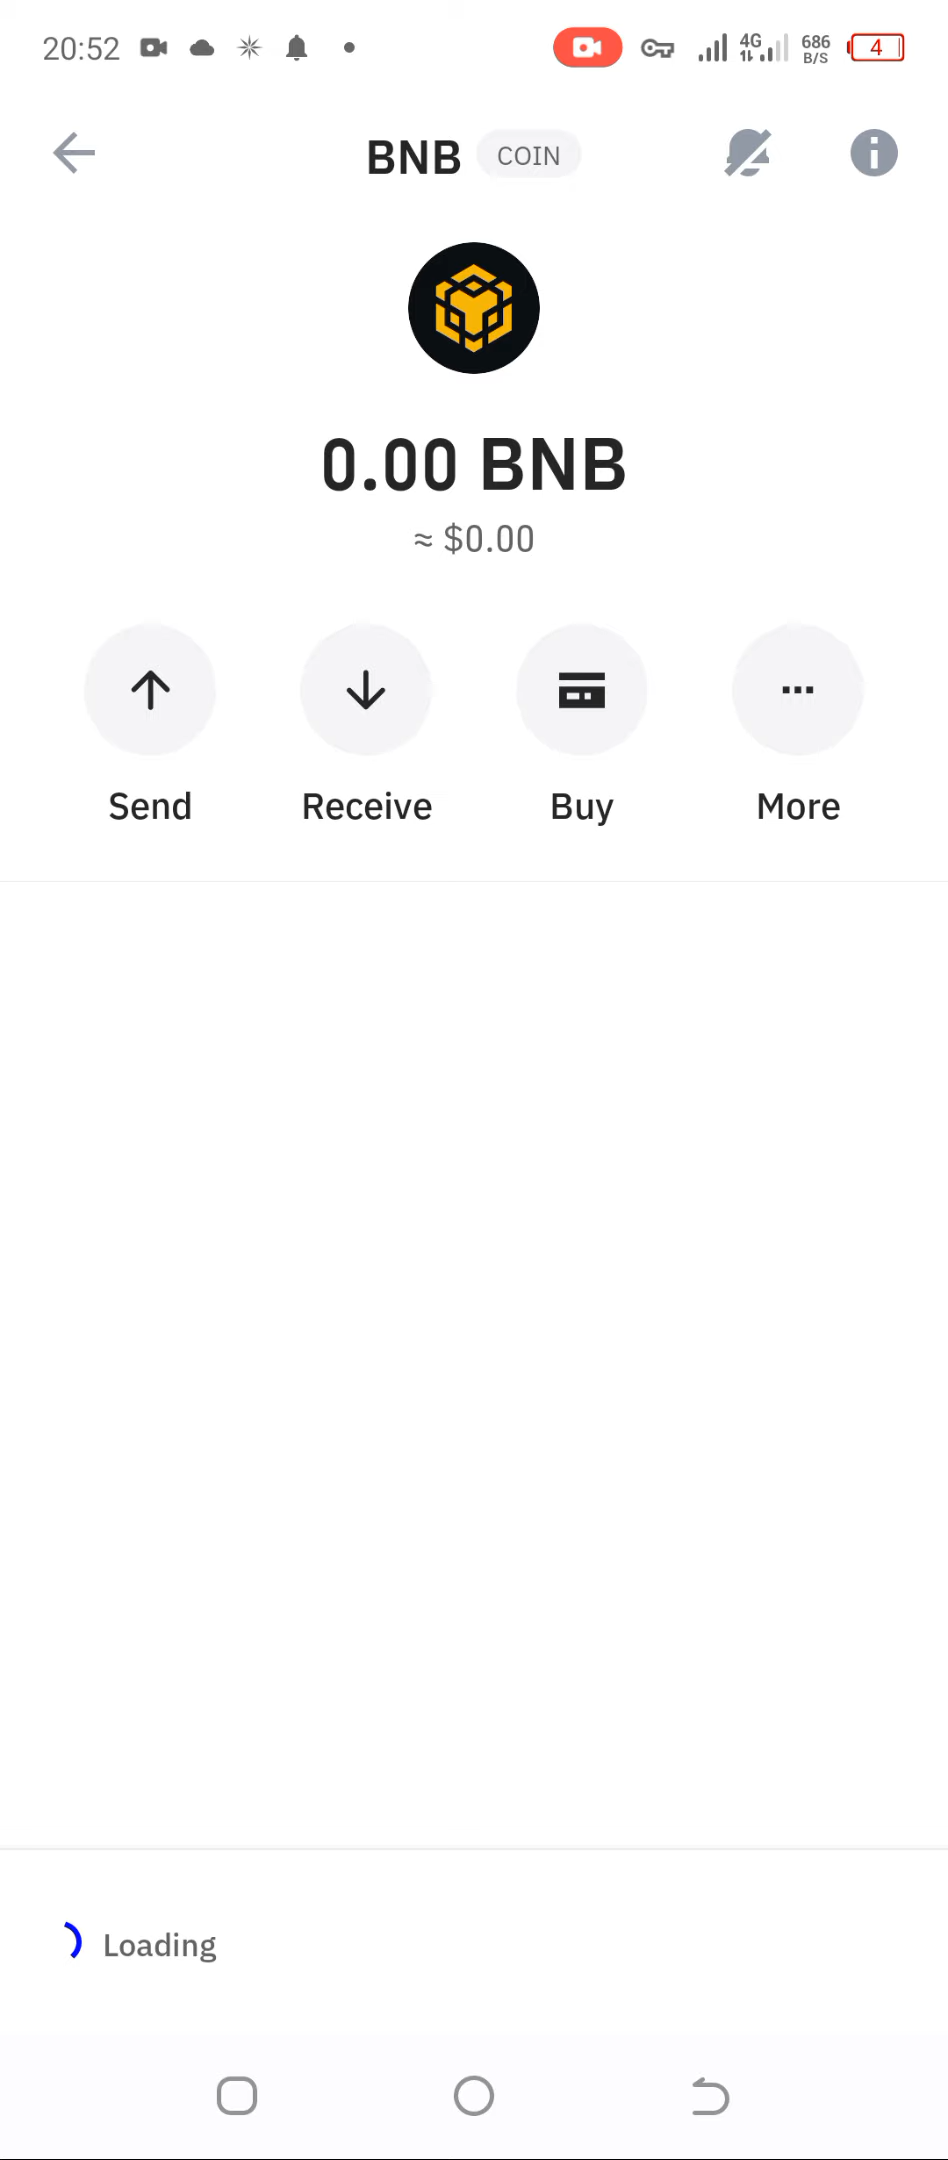 20:52 4G 686 B/S 4
BNB COIN
0.00 BNB
≈ $0.00
Send Receive Buy More
Loading